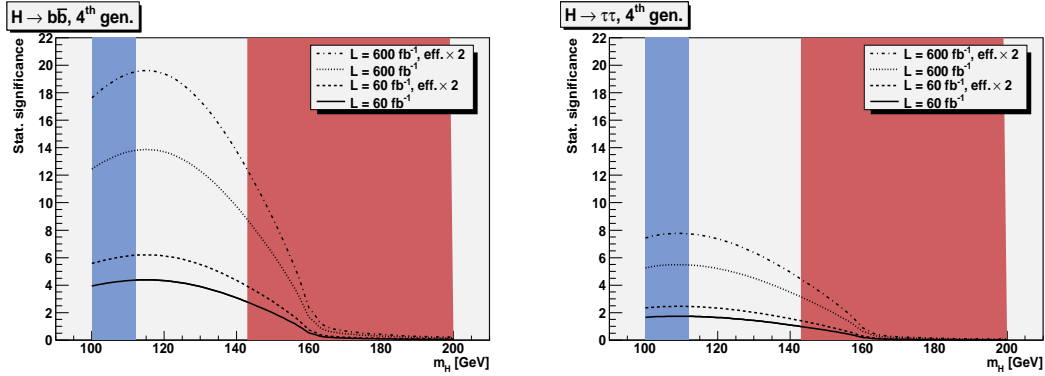 H → bb̅, 4th gen.
Stat. significance
22
20
18
16
14
12
10
8
6
4
2
0
L = 600 fb-1, eff. × 2
L = 600 fb-1
L = 60 fb-1, eff. × 2
L = 60 fb-1
100 120 140 160 180 200
mH [GeV]
H → ττ, 4th gen.
Stat. significance
22
20
18
16
14
12
10
8
6
4
2
0
L = 600 fb-1, eff. × 2
L = 600 fb-1
L = 60 fb-1, eff. × 2
L = 60 fb-1
100 120 140 160 180 200
mH [GeV]